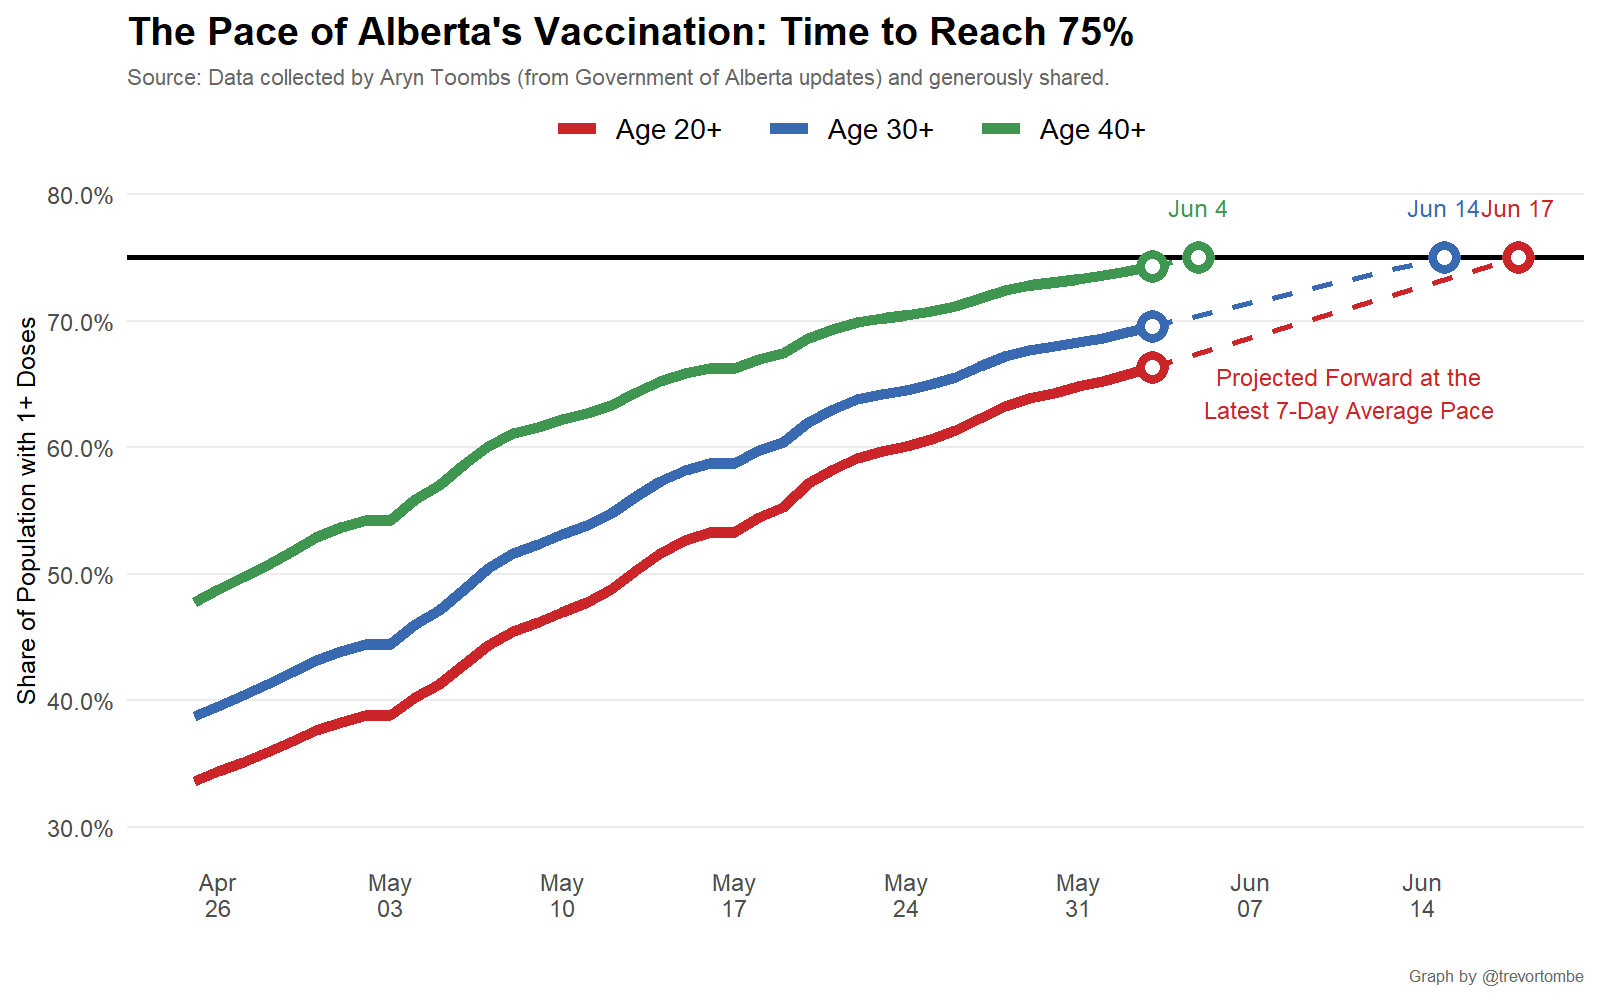 The Pace of Alberta's Vaccination: Time to Reach 75%
Source: Data collected by Aryn Toombs (from Government of Alberta updates) and generously shared.
Age 20+
Age 30+
Age 40+
80.0%
70.0%
60.0%
50.0%
40.0%
30.0%
Share of Population with 1+ Doses
Jun 4
Jun 14
Jun 17
Projected Forward at the
Latest 7-Day Average Pace
Apr
26
May
03
May
10
May
17
May
24
May
31
Jun
07
Jun
14
Graph by @trevortombe